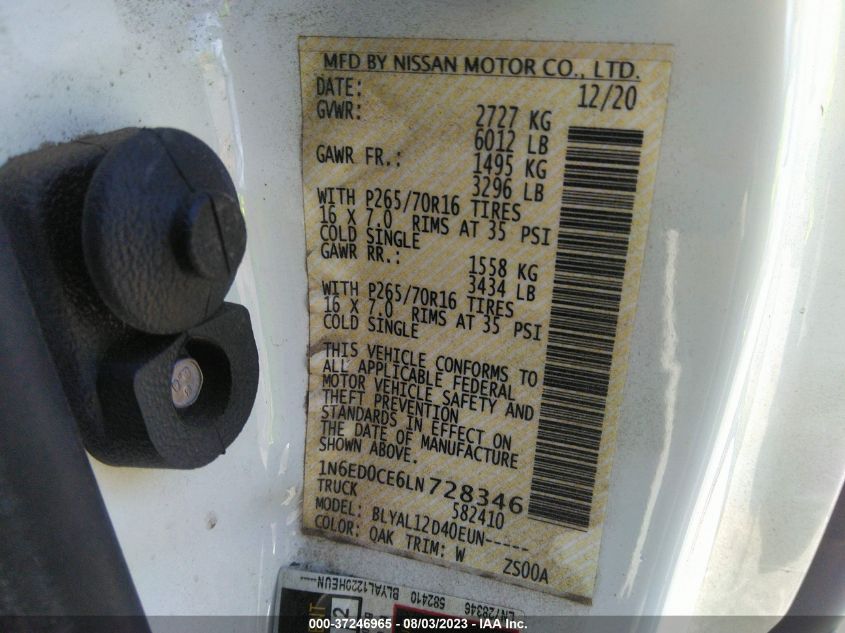 MFD BY NISSAN MOTOR CO., LTD.
DATE: 12/20
GVWR: 2727 KG
6012 LB
GAWR FR.: 1495 KG
3296 LB
WITH P265/70R16 TIRES
16 X 7.0 RIMS AT 35 PSI
COLD SINGLE
GAWR RR.: 1558 KG
3434 LB
WITH P265/70R16 TIRES
16 X 7.0 RIMS AT 35 PSI
COLD SINGLE
THIS VEHICLE CONFORMS TO
ALL APPLICABLE FEDERAL
MOTOR VEHICLE SAFETY AND
THEFT PREVENTION
STANDARDS IN EFFECT ON
THE DATE OF MANUFACTURE
SHOWN ABOVE.
1N6ED0CE6LN728346
TRUCK 582410
MODEL: BLYAL12D40EUN-----
COLOR: QAK TRIM: W ZS00A
LN728346
582410 BLYAL1220HEUN----
000-37246965 - 08/03/2023 - IAA Inc.